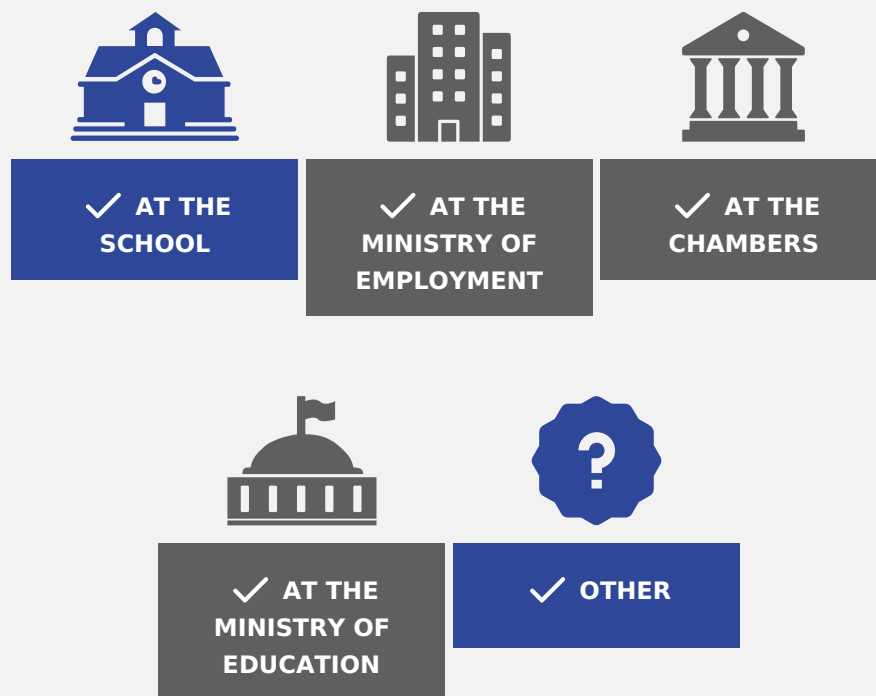 AT THE
SCHOOL
AT THE
MINISTRY OF
EMPLOYMENT
AT THE
CHAMBERS
AT THE
MINISTRY OF
EDUCATION
?
OTHER